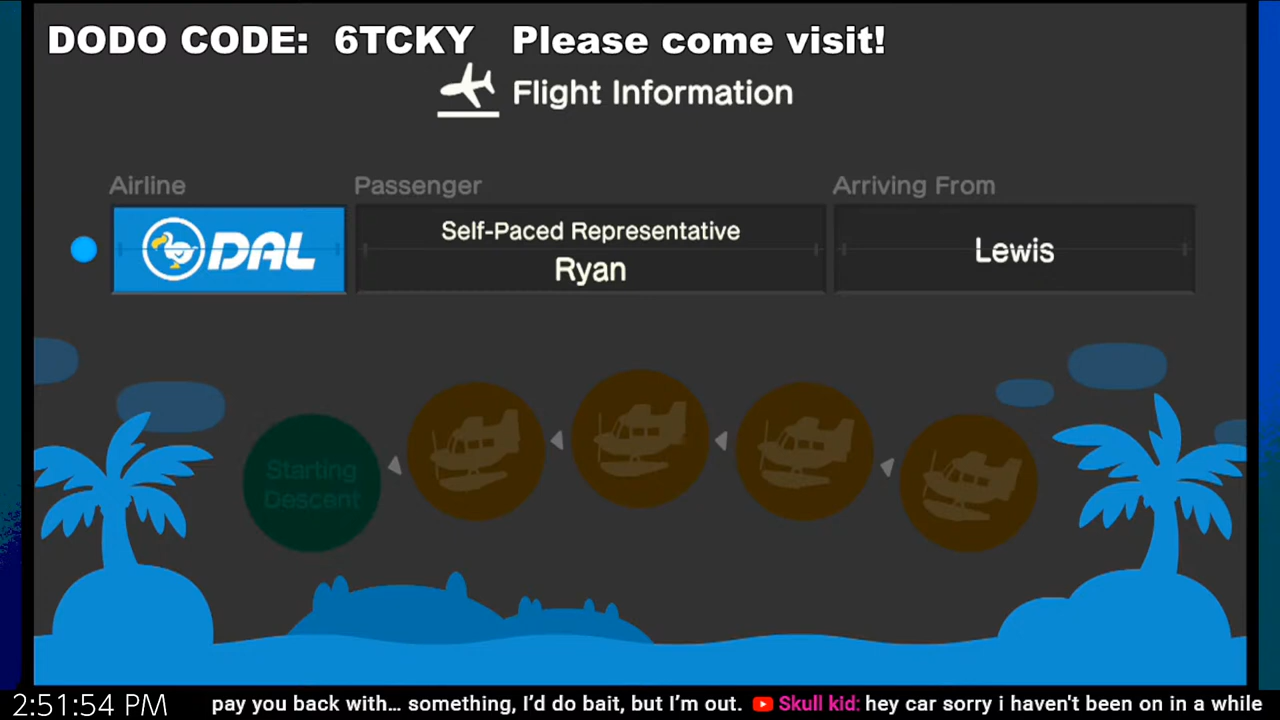 DODO CODE: 6TCKY Please come visit!
Flight Information
Airline Passenger Arriving From
DAL
Self-Paced Representative
Ryan
Lewis
Starting
Descent
2:51:54 PM
pay you back with... something, I'd do bait, but I'm out. Skull kid: hey car sorry i haven't been on in a while